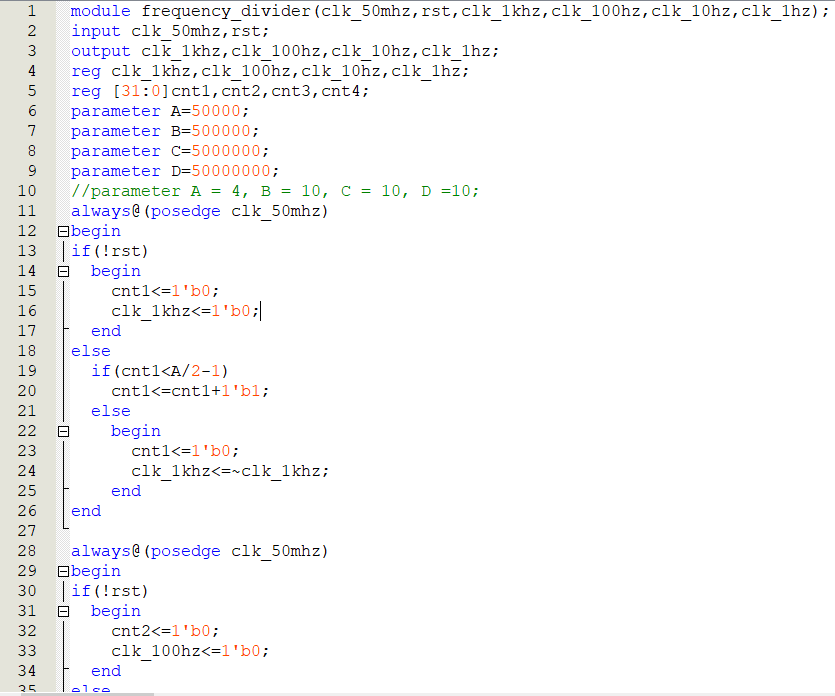 1 module frequency_divider(clk_50mhz,rst,clk_1khz,clk_100hz,clk_10hz,clk_1hz);
2 input clk_50mhz,rst;
3 output clk_1khz,clk_100hz,clk_10hz,clk_1hz;
4 reg clk_1khz,clk_100hz,clk_10hz,clk_1hz;
5 reg [31:0]cnt1,cnt2,cnt3,cnt4;
6 parameter A=50000;
7 parameter B=500000;
8 parameter C=5000000;
9 parameter D=50000000;
10 //parameter A = 4, B = 10, C = 10, D =10;
11 always@(posedge clk_50mhz)
12 begin
13 if(!rst)
14   begin
15     cnt1<=1'b0;
16     clk_1khz<=1'b0;
17   end
18 else
19   if(cnt1<A/2-1)
20     cnt1<=cnt1+1'b1;
21   else
22     begin
23       cnt1<=1'b0;
24       clk_1khz<=~clk_1khz;
25     end
26 end
27
28 always@(posedge clk_50mhz)
29 begin
30 if(!rst)
31   begin
32     cnt2<=1'b0;
33     clk_100hz<=1'b0;
34   end
35 else